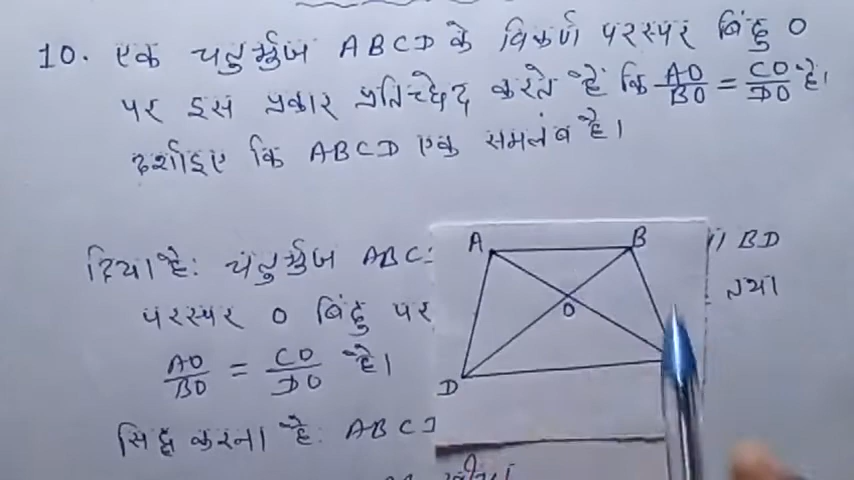 10. एक चतुर्भुज ABCD के विकर्ण परस्पर बिंदु O
पर इस प्रकार प्रतिच्छेद करते हैं कि AO/BO = CO/DO है।
दर्शाइए कि ABCD एक समलंब है।
A B
दिया है: चतुर्भुज ABC
BD
परस्पर O बिंदु पर
तथा
O
AO/BO = CO/DO है।
D
सिद्ध करना है: ABC